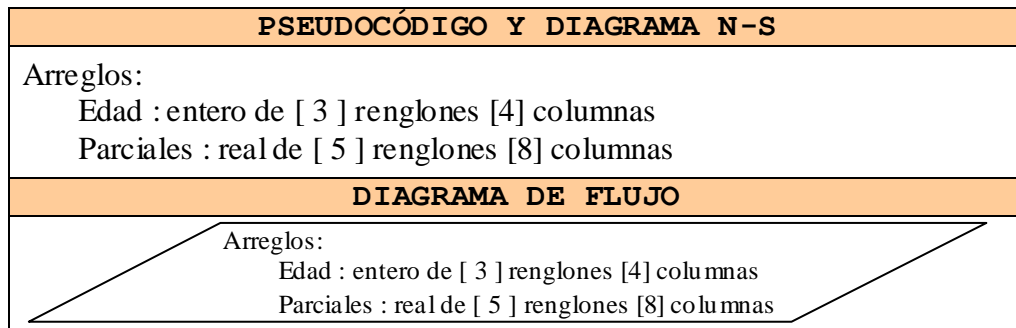 PSEUDOCÓDIGO Y DIAGRAMA N-S
Arreglos:
Edad : entero de [ 3 ] renglones [4] columnas
Parciales : real de [ 5 ] renglones [8] columnas
DIAGRAMA DE FLUJO
Arreglos:
Edad : entero de [ 3 ] renglones [4] columnas
Parciales : real de [ 5 ] renglones [8] columnas